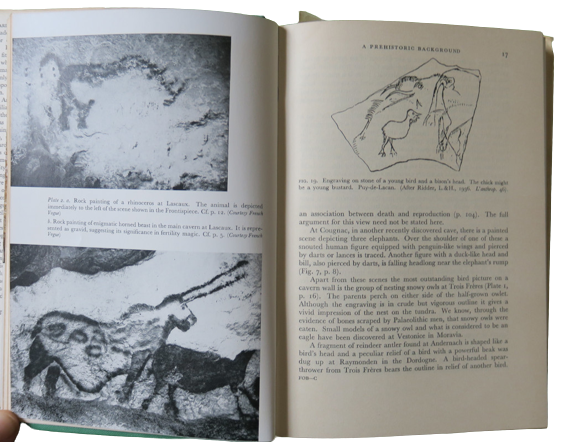 Plate 2. a. Rock painting of a rhinoceros at Lascaux. The animal is depicted
immediately to the left of the scene shown in the Frontispiece. Cf. p. 12. (Courtesy French
b. Rock painting of enigmatic horned beast in the main cavern at Lascaux. It is repre-
sented as gravid, suggesting its significance in fertility magic. Cf. p. 5. (Courtesy French
A PREHISTORIC BACKGROUND 17
FIG. 19. Engraving on stone of a young bird and a bison's head. The chick might
be a young bustard. Puy-de-Lacan. (After
an association between death and reproduction (p. 104). The full
argument for this view need not be stated here.
At Cougnac, in another recently discovered cave, there is a painted
scene depicting three elephants. Over the shoulder of one of these a
mounted human figure equipped with penguin-like wings and pierced
by darts or lances is traced. Another figure with a duck-like head and
bill, also pierced by darts, is falling headlong near the elephant's rump
(Fig. 7, p. 8).
Apart from these scenes the most outstanding bird picture on a
cavern wall is the group of nesting snowy owls at Trois Frères (Plate 1,
p. 16). The parents perch on either side of the half-grown owlet.
Although the engraving is in crude but vigorous outline it gives a
vivid impression of the nest on the tundra. We know, through the
evidence of bones scraped by Palaeolithic men, that snowy owls were
eaten. Small models of a snowy owl and what is considered to be an
eagle have been discovered at Vestonice in Moravia.
A fragment of reindeer antler found at Andernach is shaped like a
bird's head and a peculiar relief of a bird with a powerful beak was
dug up at Raymonden in the Dordogne. A bird-headed spear-
thrower from Trois Frères bears the outline in relief of another bird.
FOB—C